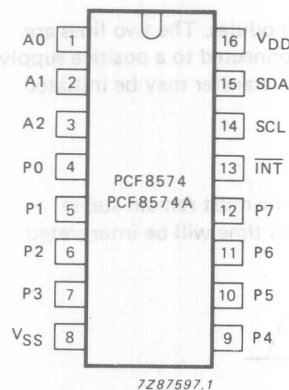 A0 1 16 VDD
A1 2 15 SDA
A2 3 14 SCL
P0 4 13 INT
PCF8574
PCF8574A
P1 5 12 P7
P2 6 11 P6
P3 7 10 P5
VSS 8 9 P4
7Z87597.1